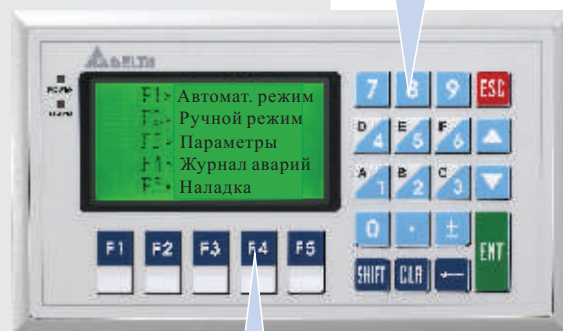 DELTA
7 8 9 ESC
POWER
F1> Автомат. режим
F2> Ручной режим
F3> Параметры
F4> Журнал аварий
F5> Наладка
D 4 E 5 F 6
A 1 B 2 C 3
0 . ±
F1 F2 F3 F4 F5
ENT
SHIFT CLR ←